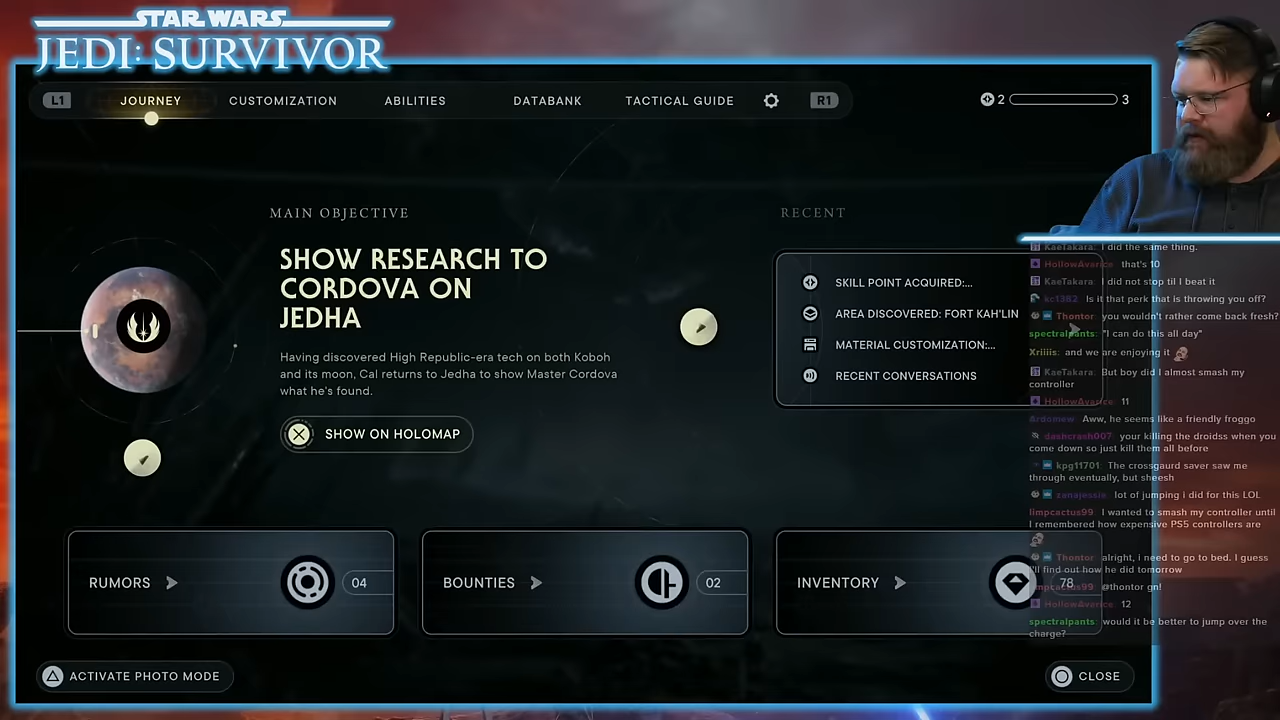 STAR WARS
JEDI: SURVIVOR
L1 JOURNEY CUSTOMIZATION ABILITIES DATABANK TACTICAL GUIDE R1 2 3
MAIN OBJECTIVE
SHOW RESEARCH TO
CORDOVA ON
JEDHA
Having discovered High Republic-era tech on both Koboh
and its moon, Cal returns to Jedha to show Master Cordova
what he's found.
SHOW ON HOLOMAP
RECENT
SKILL POINT ACQUIRED:...
AREA DISCOVERED: FORT KAH'LIN
MATERIAL CUSTOMIZATION:...
RECENT CONVERSATIONS
RUMORS 04
BOUNTIES 02
INVENTORY 78
ACTIVATE PHOTO MODE
CLOSE
KaeTakara: I did the same thing.
HollowAvarice that's 10
KaeTakara: I did not stop til I beat it
kc1382 Is it that perk that is throwing you off?
Thontor you wouldn't rather come back fresh?
spectralpants: "I can do this all day"
Xriiiis: and we are enjoying it
KaeTakara: But boy did I almost smash my
controller
HollowAvarice 11
Ardomew Aww, he seems like a friendly froggo
dashcrash007 your killing the droidss when you
come down so just kill them all before
kpg11701 The crossgaurd saver saw me
through eventually, but sheesh
zanajessie lot of jumping i did for this LOL
limpcactus99 I wanted to smash my controller until
I remembered how expensive PS5 controllers are
Thontor alright, i need to go to bed. I guess
I'll find out how he did tomorrow
limpcactus99 @thontor gn!
HollowAvarice 12
spectralpants: would it be better to jump over the
charge?